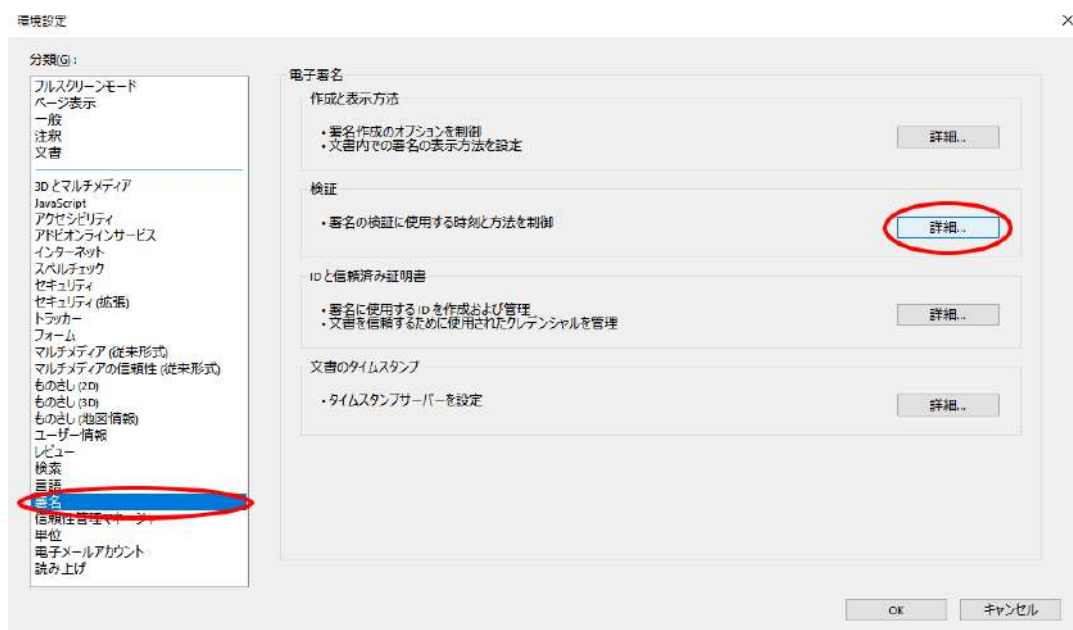 環境設定
分類(G):
フルスクリーンモード
ページ表示
一般
注釈
文書
3Dとマルチメディア
JavaScript
アクセシビリティ
アドビオンラインサービス
インターネット
スペルチェック
セキュリティ
セキュリティ (拡張)
トラッカー
フォーム
マルチメディア (従来形式)
マルチメディアの信頼性 (従来形式)
ものさし (2D)
ものさし (3D)
ものさし (地図情報)
ユーザー情報
レビュー
検索
言語
署名
信頼性管理マネージャ
単位
電子メールアカウント
読み上げ
電子署名
作成と表示方法
・署名作成のオプションを制御
・文書内での署名の表示方法を設定
詳細...
検証
・署名の検証に使用する時刻と方法を制御
詳細...
IDと信頼済み証明書
・署名に使用するIDを作成および管理
・文書を信頼するために使用されたクレデンシャルを管理
詳細...
文書のタイムスタンプ
・タイムスタンプサーバーを設定
詳細...
OK
キャンセル